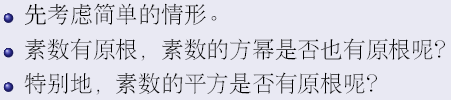 先考虑简单的情形。
素数有原根，素数的方幂是否也有原根呢？
特别地，素数的平方是否有原根呢？